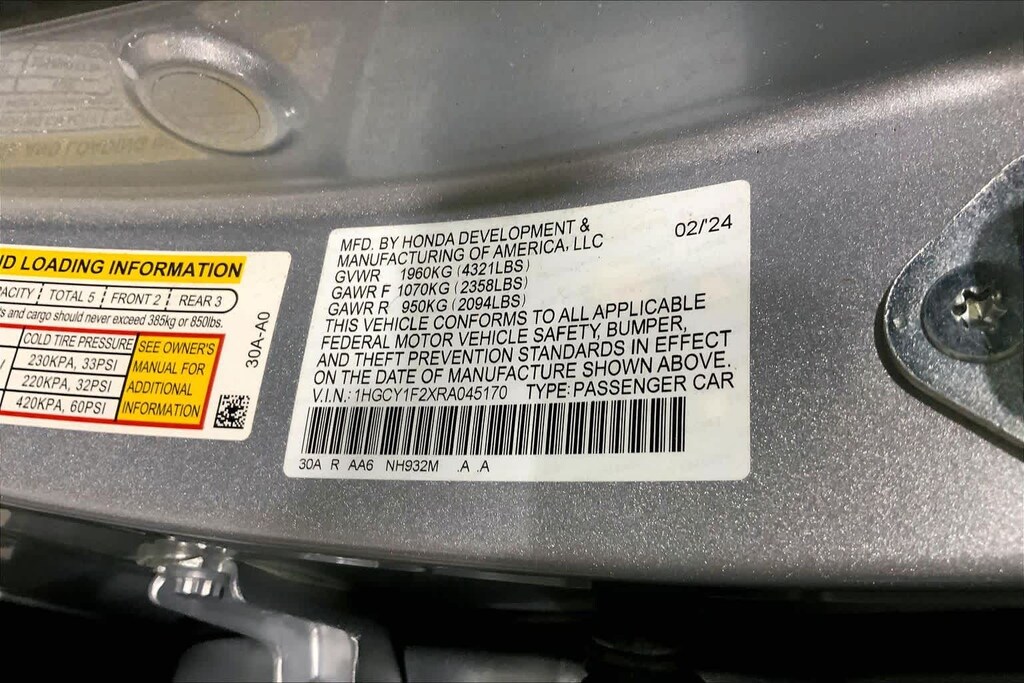 ND LOADING INFORMATION
PACITY TOTAL 5 FRONT 2 REAR 3
ts and cargo should never exceed 385kg or 850lbs.
COLD TIRE PRESSURE
230KPA, 33PSI
220KPA, 32PSI
420KPA, 60PSI
SEE OWNER'S
MANUAL FOR
ADDITIONAL
INFORMATION
30A-A0
MFD. BY HONDA DEVELOPMENT &
MANUFACTURING OF AMERICA, LLC
02/'24
GVWR 1960KG (4321LBS)
GAWR F 1070KG (2358LBS)
GAWR R 950KG (2094LBS)
THIS VEHICLE CONFORMS TO ALL APPLICABLE
FEDERAL MOTOR VEHICLE SAFETY, BUMPER,
AND THEFT PREVENTION STANDARDS IN EFFECT
ON THE DATE OF MANUFACTURE SHOWN ABOVE.
V.I.N.: 1HGCY1F2XRA045170 TYPE: PASSENGER CAR
30A R AA6 NH932M .A .A